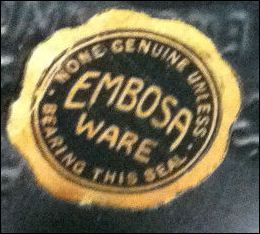 NONE GENUINE UNLESS
EMBOSA
WARE
BEARING THIS SEAL